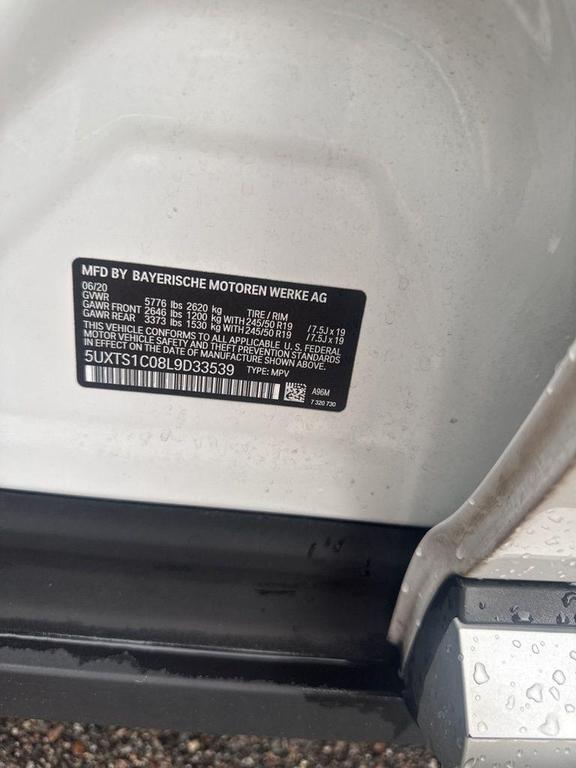 MFD BY BAYERISCHE MOTOREN WERKE AG
06/20
GVWR 5776 lbs 2620 kg TIRE / RIM
GAWR FRONT 2646 lbs 1200 kg WITH 245/50 R19 /7.5J x 19
GAWR REAR 3373 lbs 1530 kg WITH 245/50 R19 /7.5J x 19
THIS VEHICLE CONFORMS TO ALL APPLICABLE U. S. FEDERAL
MOTOR VEHICLE SAFETY STANDARDS IN EFFECT ON THE
DATE OF MANUFACTURE SHOWN ABOVE.
5UXTS1C08L9D33539 TYPE: MPV
A96M
7 320 730